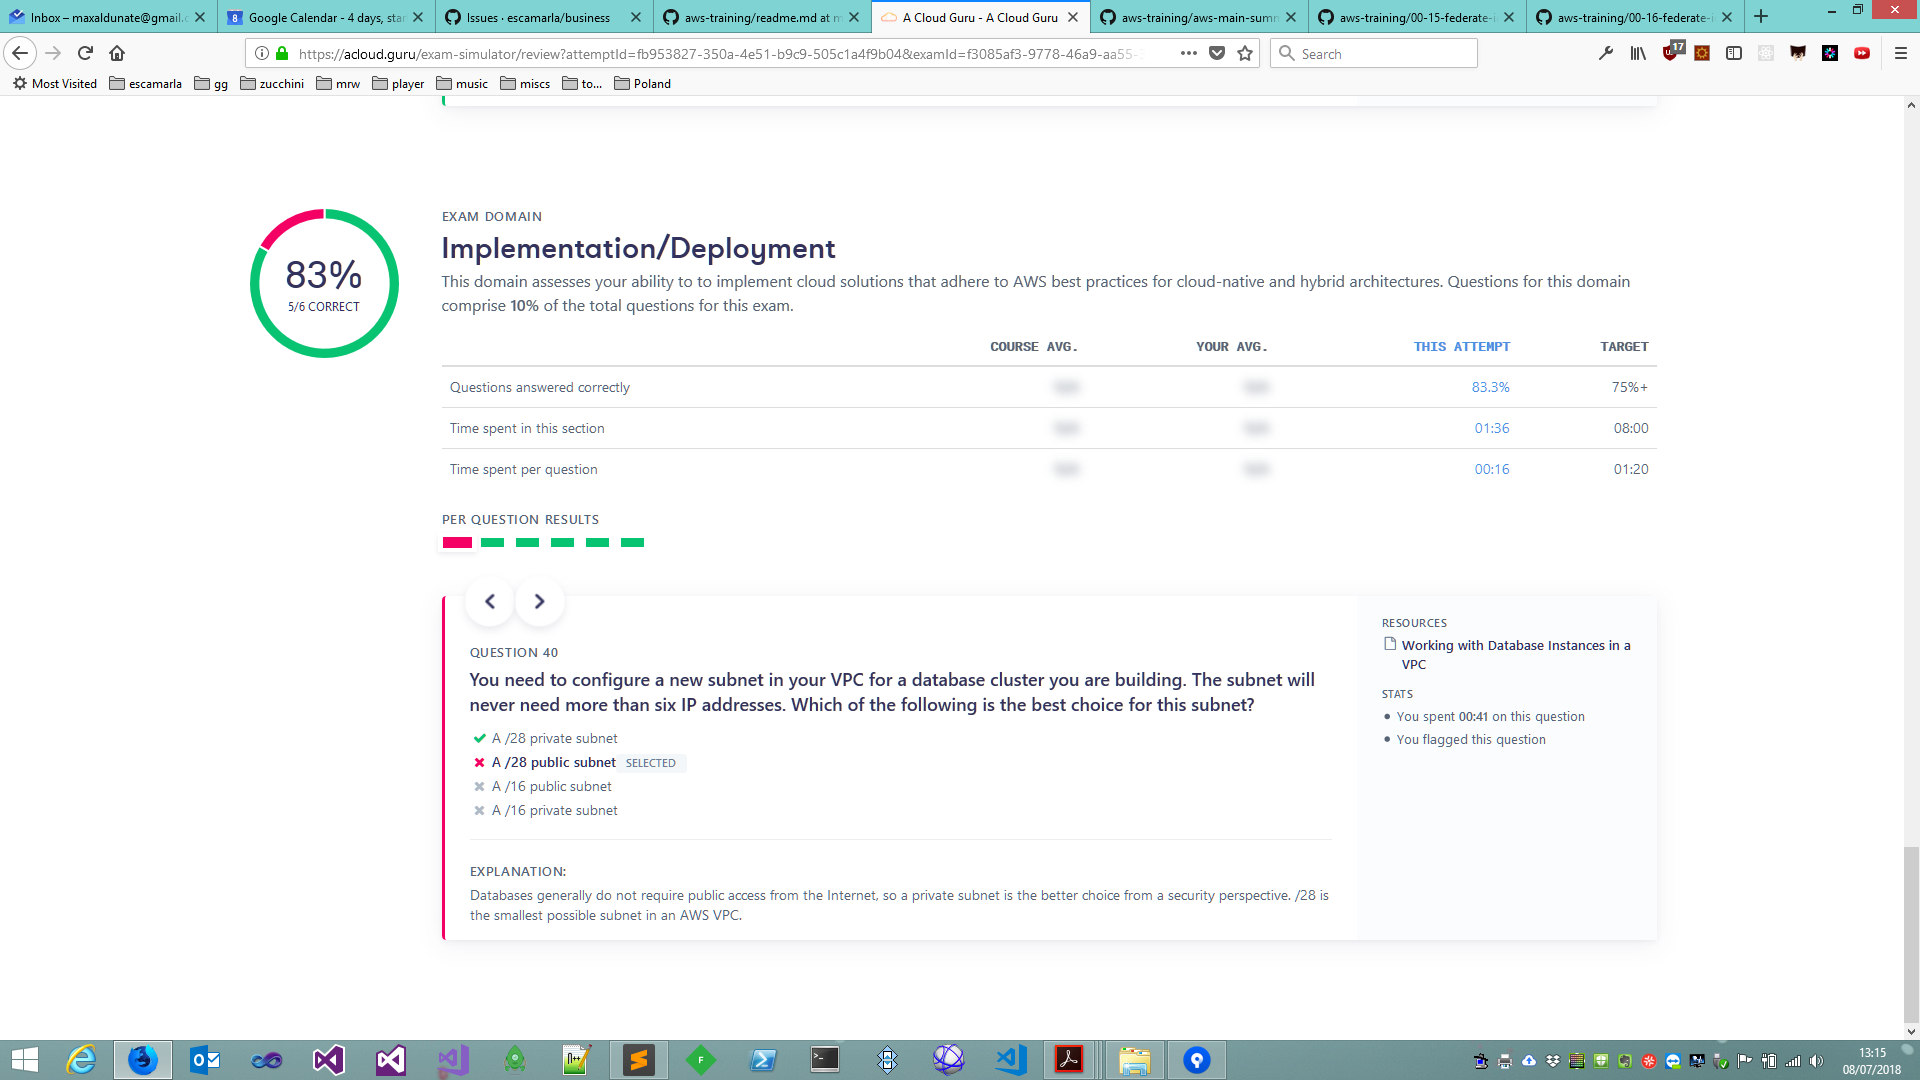 Inbox – maxaldunate@gmail.c
Google Calendar - 4 days, star
Issues · escamarla/business
aws-training/readme.md at m
A Cloud Guru - A Cloud Guru
aws-training/aws-main-summ
aws-training/00-15-federate-i
aws-training/00-16-federate-i
https://acloud.guru/exam-simulator/review?attemptId=fb953827-350a-4e51-b9c9-505c1a4f9b04&examId=f3085af3-9778-46a9-aa55-
Search
17
Most Visited escamarla gg zucchini mrw player music miscs to... Poland
83%
5/6 CORRECT
EXAM DOMAIN
Implementation/Deployment
This domain assesses your ability to to implement cloud solutions that adhere to AWS best practices for cloud-native and hybrid architectures. Questions for this domain
comprise 10% of the total questions for this exam.
COURSE AVG. YOUR AVG. THIS ATTEMPT TARGET
Questions answered correctly 83.3% 75%+
Time spent in this section 01:36 08:00
Time spent per question 00:16 01:20
PER QUESTION RESULTS
QUESTION 40
You need to configure a new subnet in your VPC for a database cluster you are building. The subnet will
never need more than six IP addresses. Which of the following is the best choice for this subnet?
A /28 private subnet
A /28 public subnet SELECTED
A /16 public subnet
A /16 private subnet
EXPLANATION:
Databases generally do not require public access from the Internet, so a private subnet is the better choice from a security perspective. /28 is
the smallest possible subnet in an AWS VPC.
RESOURCES
Working with Database Instances in a
VPC
STATS
You spent 00:41 on this question
You flagged this question
13:15
08/07/2018